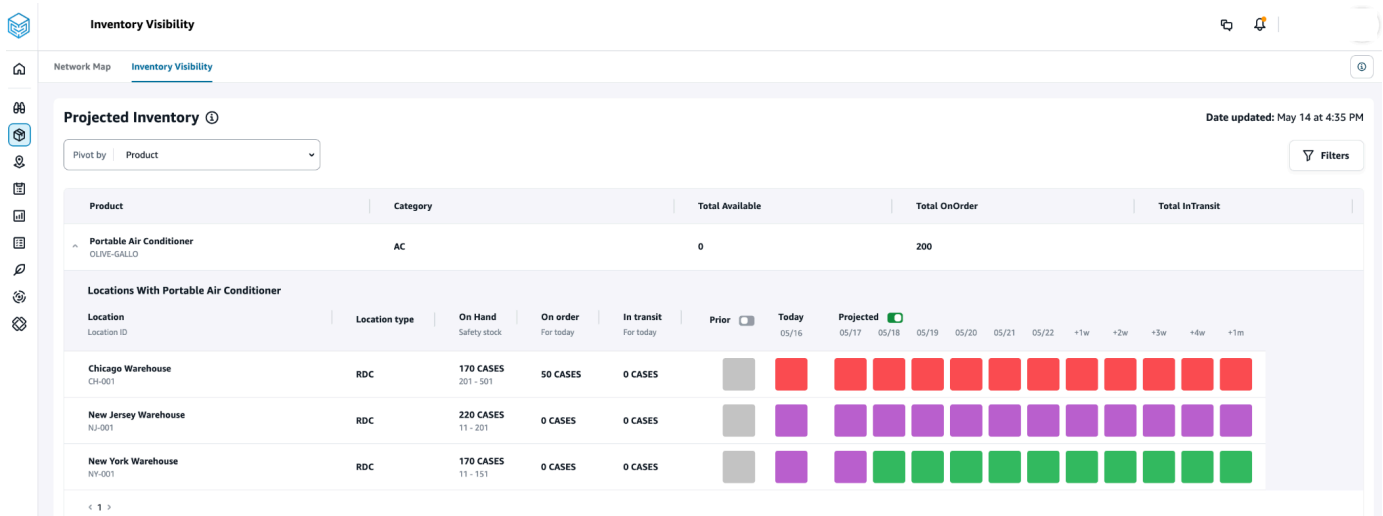 Inventory Visibility
Network Map Inventory Visibility
Projected Inventory
Date updated: May 14 at 4:35 PM
Pivot by Product
Filters
Product Category Total Available Total OnOrder Total InTransit
Portable Air Conditioner AC 0 200
OLIVE-GALLO
Locations With Portable Air Conditioner
Location Location type On Hand On order In transit Prior Today Projected
Location ID Safety stock For today For today 05/16 05/17 05/18 05/19 05/20 05/21 05/22 +1w +2w +3w +4w +1m
Chicago Warehouse RDC 170 CASES 50 CASES 0 CASES
CH-001 201 - 501
New Jersey Warehouse RDC 220 CASES 0 CASES 0 CASES
NJ-001 11 - 201
New York Warehouse RDC 170 CASES 0 CASES 0 CASES
NY-001 11 - 151
< 1 >